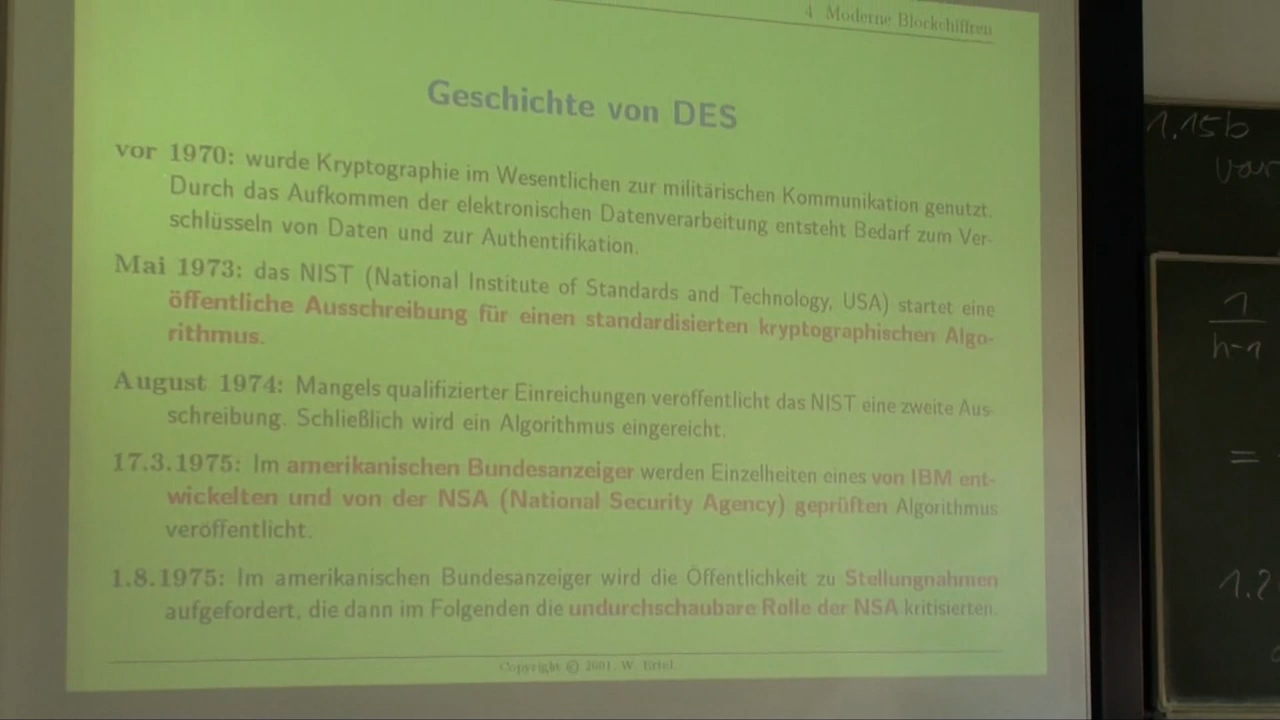 4 Moderne Blockchiffren
Geschichte von DES
vor 1970: wurde Kryptographie im Wesentlichen zur militärischen Kommunikation genutzt.
Durch das Aufkommen der elektronischen Datenverarbeitung entsteht Bedarf zum Ver-
schlüsseln von Daten und zur Authentifikation.
Mai 1973: das NIST (National Institute of Standards and Technology, USA) startet eine
öffentliche Ausschreibung für einen standardisierten kryptographischen Algo-
rithmus.
August 1974: Mangels qualifizierter Einreichungen veröffentlicht das NIST eine zweite Aus-
schreibung. Schließlich wird ein Algorithmus eingereicht.
17.3.1975: Im amerikanischen Bundesanzeiger werden Einzelheiten eines von IBM ent-
wickelten und von der NSA (National Security Agency) geprüften Algorithmus
veröffentlicht.
1.8.1975: Im amerikanischen Bundesanzeiger wird die Öffentlichkeit zu Stellungnahmen
aufgefordert, die dann im Folgenden die undurchschaubare Rolle der NSA kritisierten.
Copyright © 2001, W. Ertel
1.15b
var
1
n-1
=
1.2